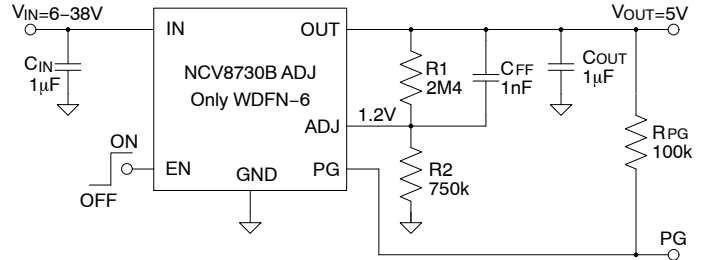 VIN=6–38V
IN
OUT
VOUT=5V
CIN
1μF
NCV8730B ADJ
Only WDFN–6
R1
2M4
CFF
1nF
COUT
1μF
1.2V
ADJ
RPG
100k
ON
OFF
EN
GND
PG
R2
750k
PG